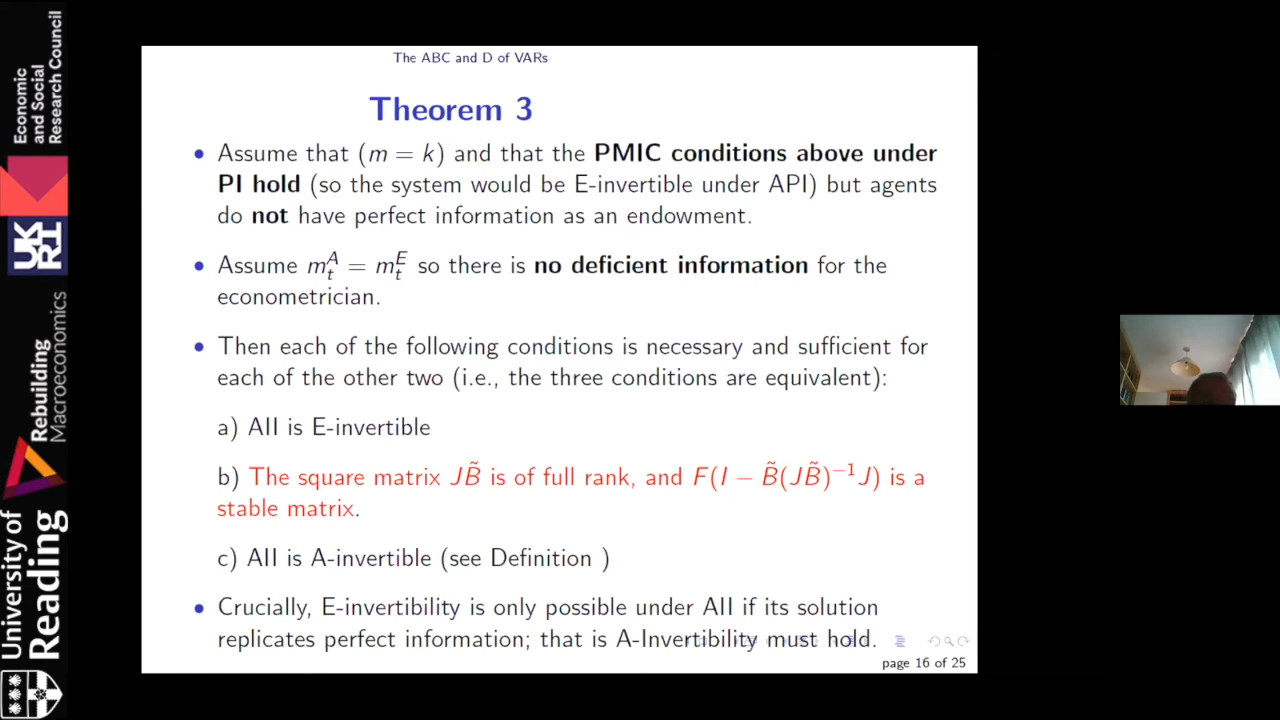 The ABC and D of VARs
Theorem 3
• Assume that (m = k) and that the PMIC conditions above under
PI hold (so the system would be E-invertible under API) but agents
do not have perfect information as an endowment.
• Assume m_t^A = m_t^E so there is no deficient information for the
econometrician.
• Then each of the following conditions is necessary and sufficient for
each of the other two (i.e., the three conditions are equivalent):
a) AII is E-invertible
b) The square matrix JB̃ is of full rank, and F(I − B̃(JB̃)⁻¹J) is a
stable matrix.
c) AII is A-invertible (see Definition )
• Crucially, E-invertibility is only possible under AII if its solution
replicates perfect information; that is A-Invertibility must hold.
page 16 of 25
Economic
and Social
Research Council
UK
RI
Rebuilding
Macroeconomics
University of
Reading